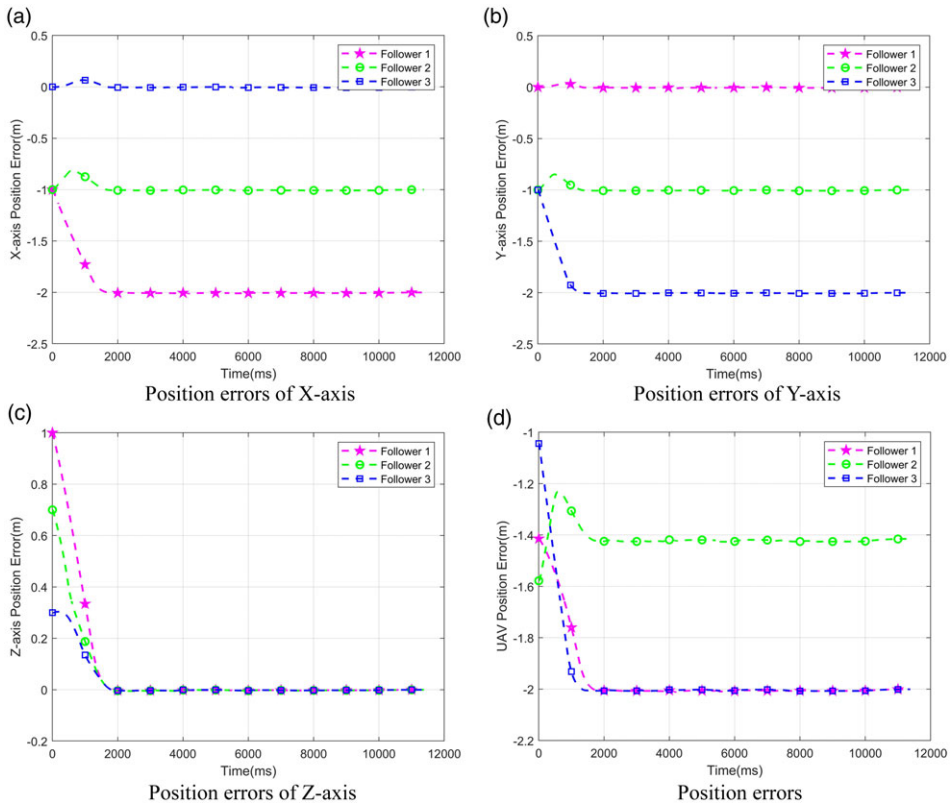 (a)
0.5
0
-0.5
-1
-1.5
-2
-2.5
X-axis Position Error(m)
0 2000 4000 6000 8000 10000 12000
Time(ms)
Follower 1
Follower 2
Follower 3
Position errors of X-axis
(b)
0.5
0
-0.5
-1
-1.5
-2
-2.5
Y-axis Position Error(m)
0 2000 4000 6000 8000 10000 12000
Time(ms)
Follower 1
Follower 2
Follower 3
Position errors of Y-axis
(c)
1
0.8
0.6
0.4
0.2
0
-0.2
Z-axis Position Error(m)
0 2000 4000 6000 8000 10000 12000
Time(ms)
Follower 1
Follower 2
Follower 3
Position errors of Z-axis
(d)
-1
-1.2
-1.4
-1.6
-1.8
-2
-2.2
UAV Position Error(m)
0 2000 4000 6000 8000 10000 12000
Time(ms)
Follower 1
Follower 2
Follower 3
Position errors